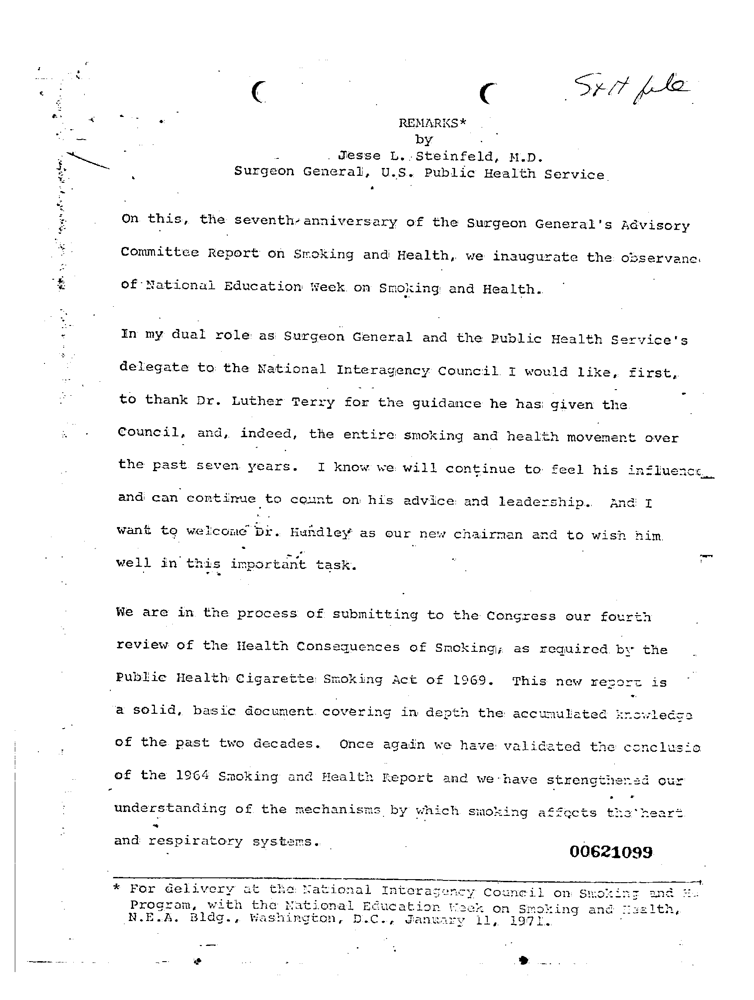 S&H file
REMARKS*
by
Jesse L. Steinfeld, M.D.
Surgeon General, U.S. Public Health Service
On this, the seventh anniversary of the Surgeon General's Advisory
Committee Report on Smoking and Health, we inaugurate the observanc
of National Education Week on Smoking and Health.
In my dual role as Surgeon General and the Public Health Service's
delegate to the National Interagency Council I would like, first,
to thank Dr. Luther Terry for the guidance he has given the
Council, and, indeed, the entire smoking and health movement over
the past seven years. I know we will continue to feel his influence
and can continue to count on his advice and leadership. And I
want to welcome Dr. Hundley as our new chairman and to wish him
well in this important task.
We are in the process of submitting to the Congress our fourth
review of the Health Consequences of Smoking, as required by the
Public Health Cigarette Smoking Act of 1969. This new report is
a solid, basic document covering in depth the accumulated knowledge
of the past two decades. Once again we have validated the conclusio
of the 1964 Smoking and Health Report and we have strengthened our
understanding of the mechanisms by which smoking affects the heart
and respiratory systems.
00621099
* For delivery at the National Interagency Council on Smoking and H
Program, with the National Education Week on Smoking and Health,
N.E.A. Bldg., Washington, D.C., January 11, 1971.